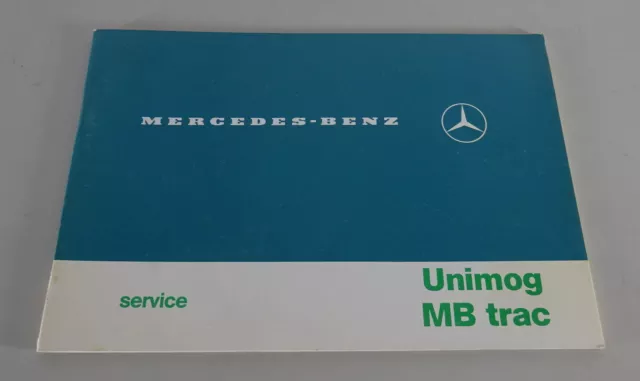 MERCEDES-BENZ
service
Unimog
MB trac